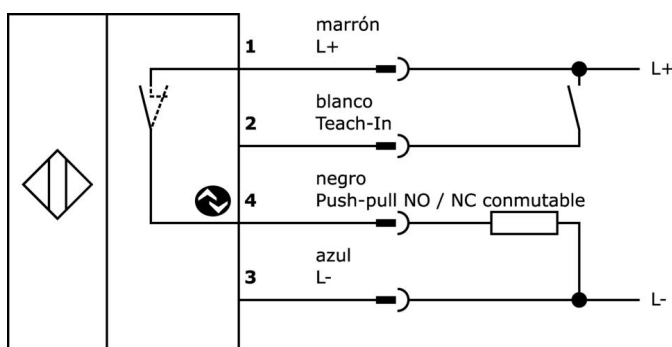 marrón
1 L+
L+
blanco
2 Teach-In
negro
4 Push-pull NO / NC conmutable
azul
3 L-
L-